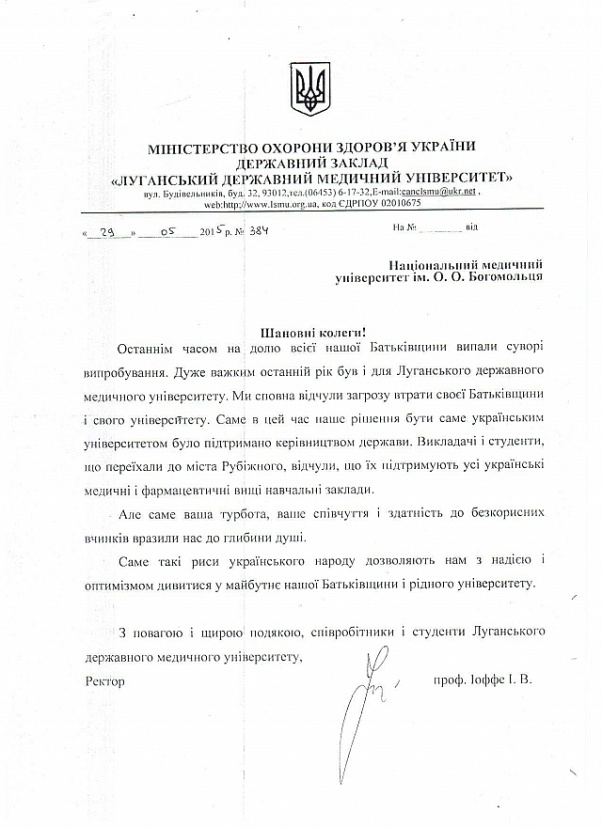 МІНІСТЕРСТВО ОХОРОНИ ЗДОРОВ’Я УКРАЇНИ
ДЕРЖАВНИЙ ЗАКЛАД
«ЛУГАНСЬКИЙ ДЕРЖАВНИЙ МЕДИЧНИЙ УНІВЕРСИТЕТ»
вул. Будівельників, буд. 32, 93012,тел.(06453) 6-17-32,E-mail:canclsmu@ukr.net ,
web:http;//www.lsmu.org.ua, код ЄДРПОУ 02010675
« 29 » 05 2015 р. № 384 На № ________ від
Національний медичний
університет ім. О. О. Богомольця
Шановні колеги!
Останнім часом на долю всієї нашої Батьківщини випали суворі
випробування. Дуже важким останній рік був і для Луганського державного
медичного університету. Ми сповна відчули загрозу втрати своєї Батьківщини
і свого університету. Саме в цей час наше рішення бути саме українським
університетом було підтримано керівництвом держави. Викладачі і студенти,
що переїхали до міста Рубіжного, відчули, що їх підтримують усі українські
медичні і фармацевтичні вищі навчальні заклади.
Але саме ваша турбота, ваше співчуття і здатність до безкорисних
вчинків вразили нас до глибини душі.
Саме такі риси українського народу дозволяють нам з надією і
оптимізмом дивитися у майбутнє нашої Батьківщини і рідного університету.
З повагою і щирою подякою, співробітники і студенти Луганського
державного медичного університету,
Ректор проф. Іоффе І. В.